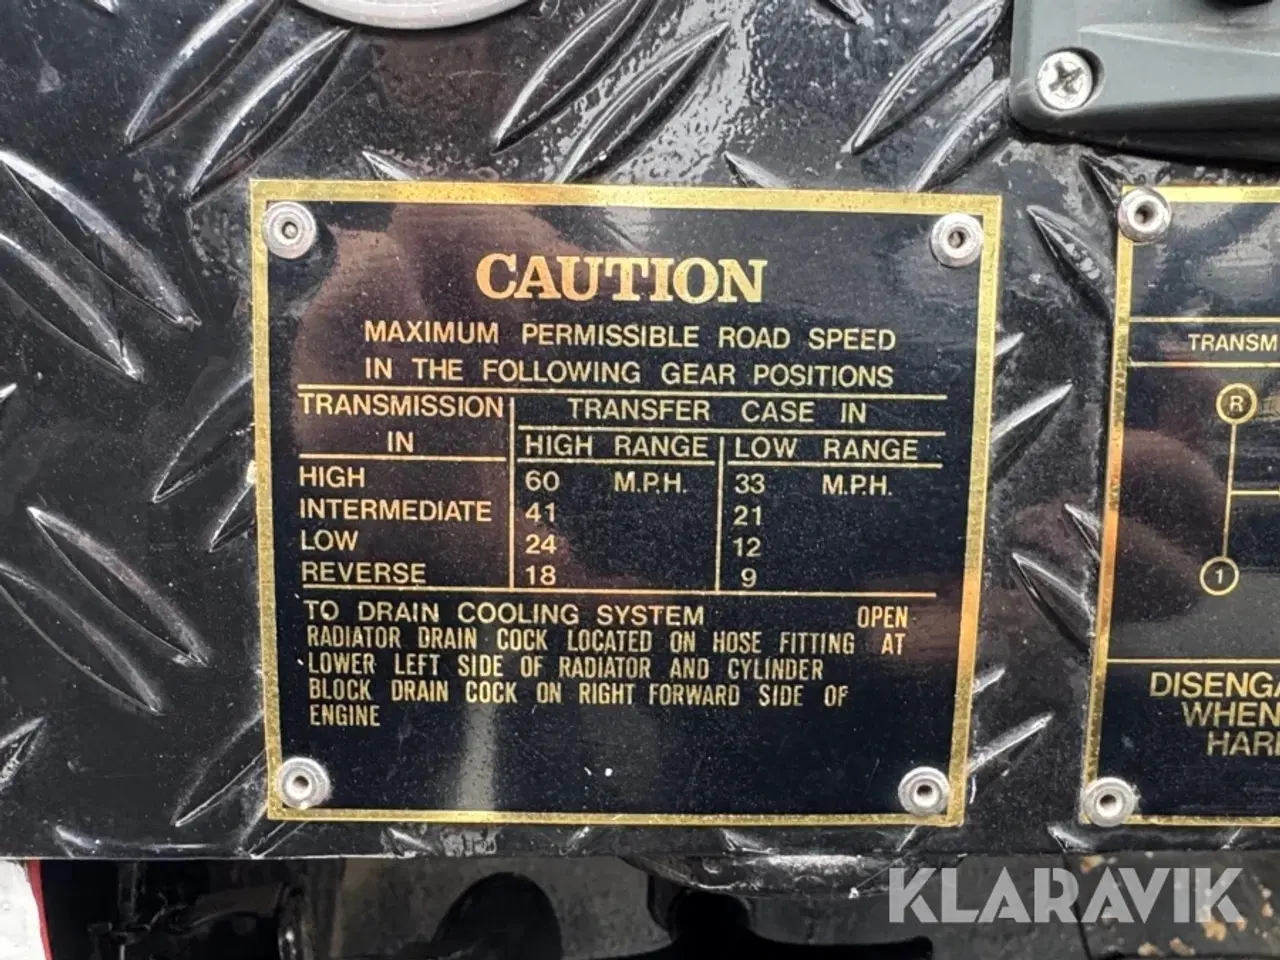 CAUTION
MAXIMUM PERMISSIBLE ROAD SPEED
IN THE FOLLOWING GEAR POSITIONS
TRANSMISSION IN
TRANSFER CASE IN
HIGH RANGE LOW RANGE
HIGH 60 M.P.H. 33 M.P.H.
INTERMEDIATE 41 21
LOW 24 12
REVERSE 18 9
TO DRAIN COOLING SYSTEM OPEN
RADIATOR DRAIN COCK LOCATED ON HOSE FITTING AT
LOWER LEFT SIDE OF RADIATOR AND CYLINDER
BLOCK DRAIN COCK ON RIGHT FORWARD SIDE OF
ENGINE
TRANSM
R
1
DISENGA
WHEN
HARD
KLARAVIK